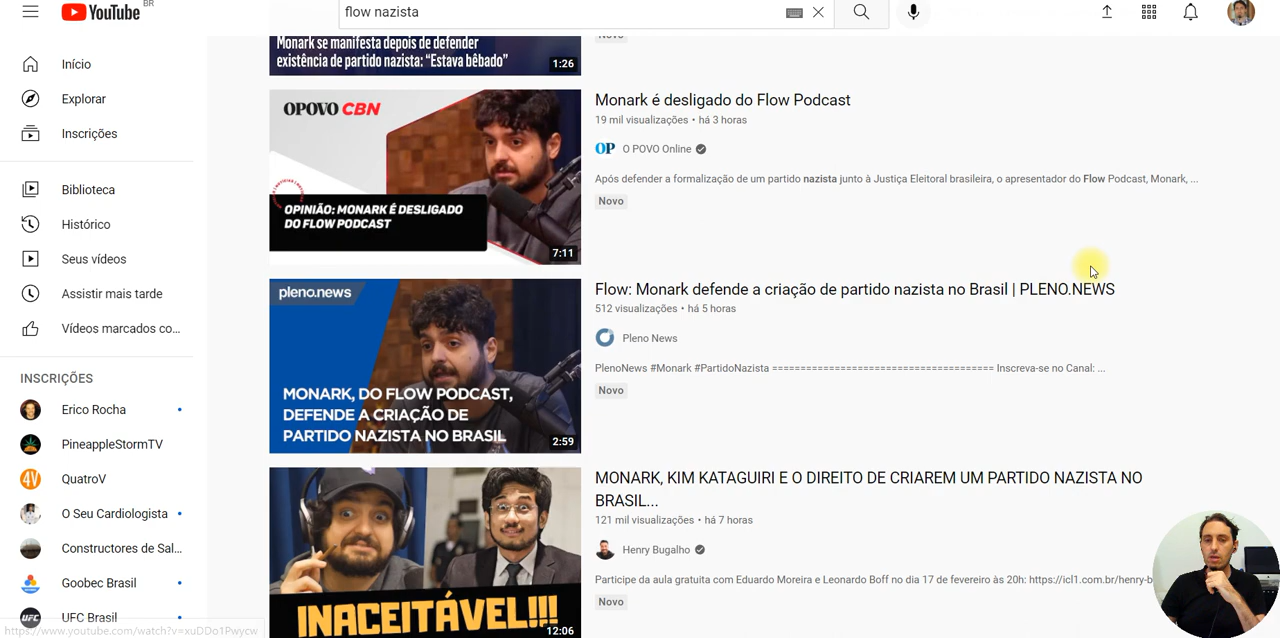 YouTube BR
flow nazista
Início
Explorar
Inscrições
Biblioteca
Histórico
Seus vídeos
Assistir mais tarde
Vídeos marcados co...
INSCRIÇÕES
Erico Rocha
PineappleStormTV
QuatroV
4V
O Seu Cardiologista
Constructores de Sal...
Goobec Brasil
UFC
UFC Brasil
https://www.youtube.com/watch?v=xuDDo1Pwycw
Monark se manifesta depois de defender
existência de partido nazista: "Estava bêbado"
1:26
Novo
OPOVO CBN
OPINIÃO: MONARK É DESLIGADO
DO FLOW PODCAST
7:11
Monark é desligado do Flow Podcast
19 mil visualizações • há 3 horas
OP O POVO Online
Após defender a formalização de um partido nazista junto à Justiça Eleitoral brasileira, o apresentador do Flow Podcast, Monark, ...
Novo
pleno.news
MONARK, DO FLOW PODCAST,
DEFENDE A CRIAÇÃO DE
PARTIDO NAZISTA NO BRASIL
2:59
Flow: Monark defende a criação de partido nazista no Brasil | PLENO.NEWS
512 visualizações • há 5 horas
Pleno News
PlenoNews #Monark #PartidoNazista ===================================== Inscreva-se no Canal: ...
Novo
INACEITÁVEL!!!
12:06
MONARK, KIM KATAGUIRI E O DIREITO DE CRIAREM UM PARTIDO NAZISTA NO
BRASIL...
121 mil visualizações • há 7 horas
Henry Bugalho
Participe da aula gratuita com Eduardo Moreira e Leonardo Boff no dia 17 de fevereiro às 20h: https://icl1.com.br/henry-b
Novo